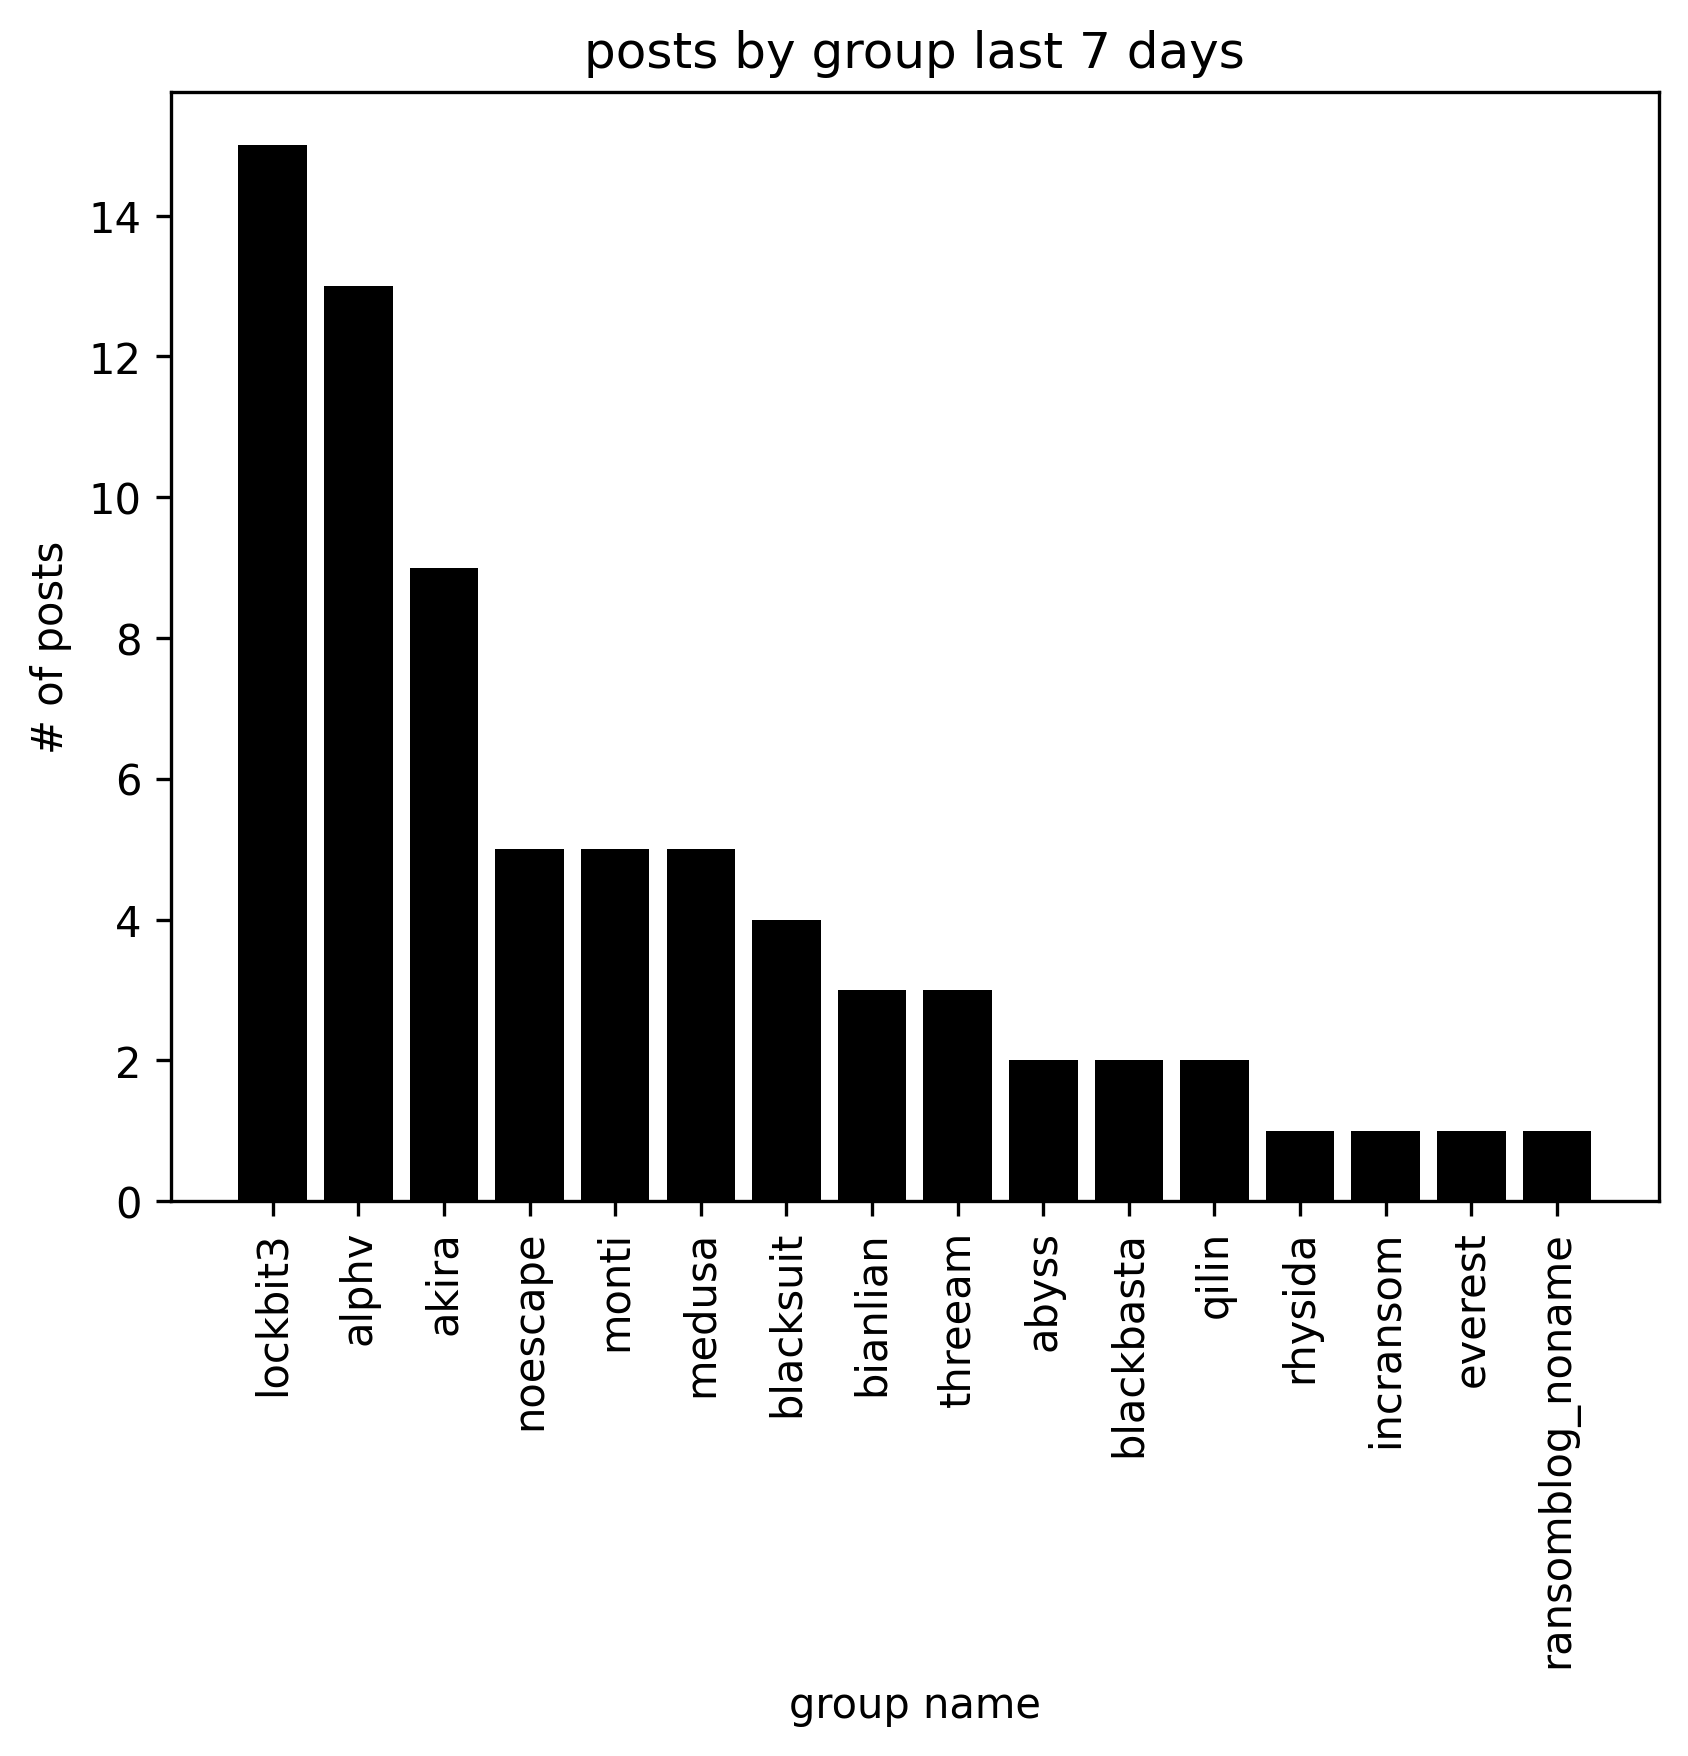 posts by group last 7 days
# of posts
14
12
10
8
6
4
2
0
lockbit3
alphv
akira
noescape
monti
medusa
blacksuit
bianlian
threeam
abyss
blackbasta
qilin
rhysida
incransom
everest
ransomblog_noname
group name